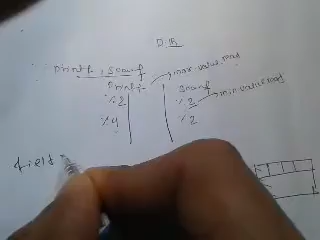 Printf, Scanf
Printf
max.value.read
Scanf
%2
%2
min.value.read
%4
%2
field